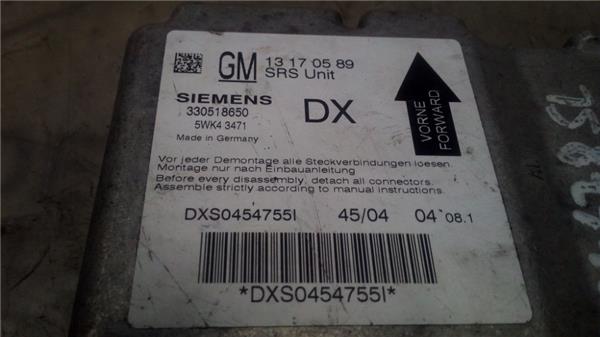 GM 13 17 05 89
SRS Unit
SIEMENS
330518650
5WK4 3471
Made in Germany
DX
VORNE
FORWARD
Vor jeder Demontage alle Steckverbindungen loesen.
Montage nur nach Einbauanleitung
Before every disassembly, detach all connectors.
Assemble strictly according to manual instructions.
DXS0454755I 45/04 04 08.1
*DXS0454755I*